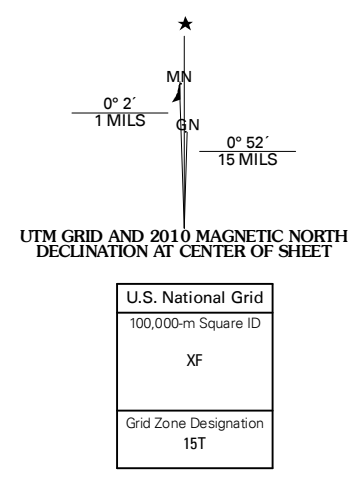 MN
0° 2´
1 MILS
GN
0° 52´
15 MILS
UTM GRID AND 2010 MAGNETIC NORTH
DECLINATION AT CENTER OF SHEET
U.S. National Grid
100,000-m Square ID
XF
Grid Zone Designation
15T